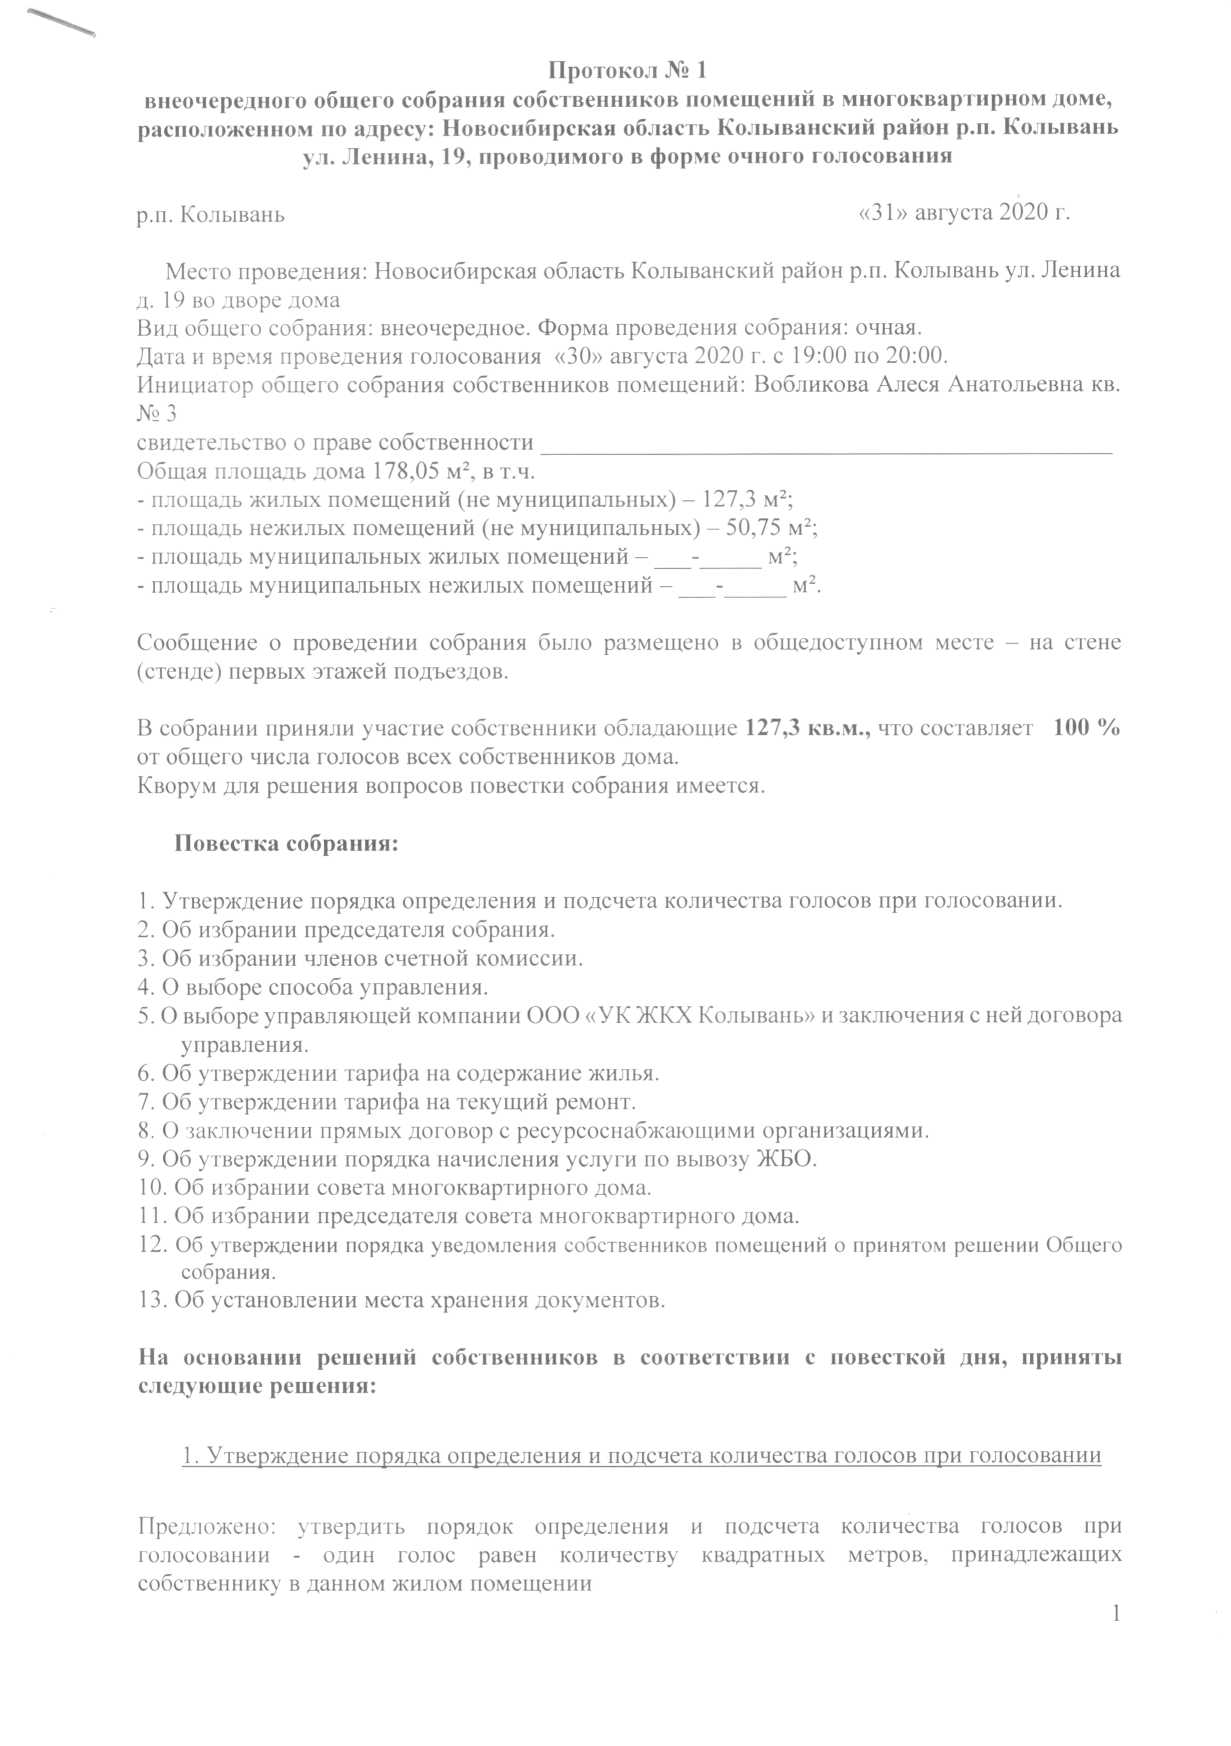 Протокол № 1
внеочередного общего собрания собственников помещений в многоквартирном доме,
расположенном по адресу: Новосибирская область Колыванский район р.п. Колывань
ул. Ленина, 19, проводимого в форме очного голосования
р.п. Колывань «31» августа 2020 г.
Место проведения: Новосибирская область Колыванский район р.п. Колывань ул. Ленина
д. 19 во дворе дома
Вид общего собрания: внеочередное. Форма проведения собрания: очная.
Дата и время проведения голосования «30» августа 2020 г. с 19:00 по 20:00.
Инициатор общего собрания собственников помещений: Вобликова Алеся Анатольевна кв.
№ 3
свидетельство о праве собственности ______________________________________________
Общая площадь дома 178,05 м², в т.ч.
- площадь жилых помещений (не муниципальных) – 127,3 м²;
- площадь нежилых помещений (не муниципальных) – 50,75 м²;
- площадь муниципальных жилых помещений – ___-_____ м²;
- площадь муниципальных нежилых помещений – ___-_____ м².
Сообщение о проведении собрания было размещено в общедоступном месте – на стене
(стенде) первых этажей подъездов.
В собрании приняли участие собственники обладающие 127,3 кв.м., что составляет 100 %
от общего числа голосов всех собственников дома.
Кворум для решения вопросов повестки собрания имеется.
Повестка собрания:
1. Утверждение порядка определения и подсчета количества голосов при голосовании.
2. Об избрании председателя собрания.
3. Об избрании членов счетной комиссии.
4. О выборе способа управления.
5. О выборе управляющей компании ООО «УК ЖКХ Колывань» и заключения с ней договора
управления.
6. Об утверждении тарифа на содержание жилья.
7. Об утверждении тарифа на текущий ремонт.
8. О заключении прямых договор с ресурсоснабжающими организациями.
9. Об утверждении порядка начисления услуги по вывозу ЖБО.
10. Об избрании совета многоквартирного дома.
11. Об избрании председателя совета многоквартирного дома.
12. Об утверждении порядка уведомления собственников помещений о принятом решении Общего
собрания.
13. Об установлении места хранения документов.
На основании решений собственников в соответствии с повесткой дня, приняты
следующие решения:
1. Утверждение порядка определения и подсчета количества голосов при голосовании
Предложено: утвердить порядок определения и подсчета количества голосов при
голосовании - один голос равен количеству квадратных метров, принадлежащих
собственнику в данном жилом помещении
1